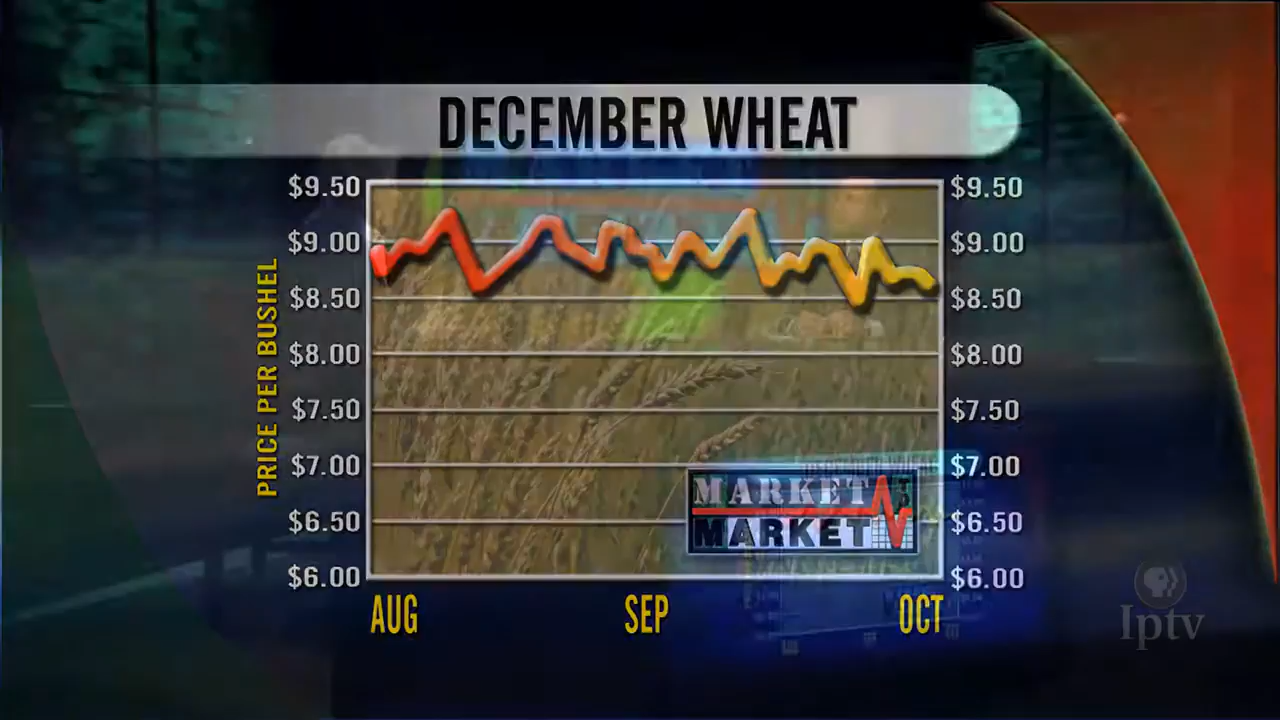 DECEMBER WHEAT
$9.50 $9.50
$9.00 $9.00
$8.50 $8.50
$8.00 $8.00
$7.50 $7.50
$7.00 $7.00
$6.50 $6.50
$6.00 $6.00
PRICE PER BUSHEL
MARKET
MARKET
AUG SEP OCT
Iptv